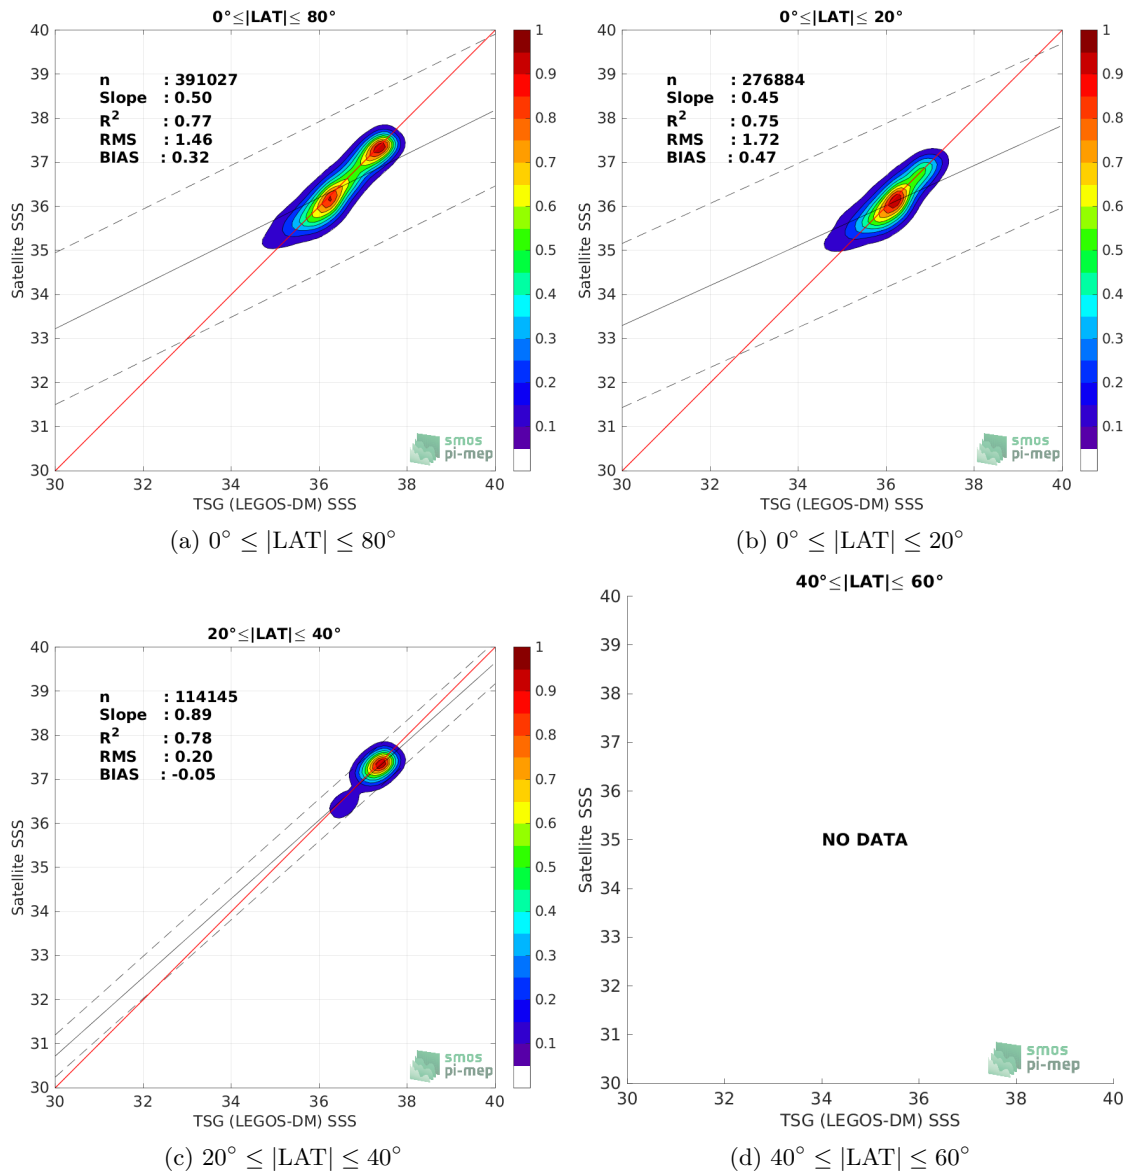 0°≤|LAT|≤ 80°
n : 391027
Slope : 0.50
R2 : 0.77
RMS : 1.46
BIAS : 0.32
Satellite SSS
40
39
38
37
36
35
34
33
32
31
30
30 32 34 36 38 40
TSG (LEGOS-DM) SSS
1
0.9
0.8
0.7
0.6
0.5
0.4
0.3
0.2
0.1
smos
pi-mep
(a) 0° ≤ |LAT| ≤ 80°
0°≤|LAT|≤ 20°
n : 276884
Slope : 0.45
R2 : 0.75
RMS : 1.72
BIAS : 0.47
Satellite SSS
40
39
38
37
36
35
34
33
32
31
30
30 32 34 36 38 40
TSG (LEGOS-DM) SSS
1
0.9
0.8
0.7
0.6
0.5
0.4
0.3
0.2
0.1
smos
pi-mep
(b) 0° ≤ |LAT| ≤ 20°
20°≤|LAT|≤ 40°
n : 114145
Slope : 0.89
R2 : 0.78
RMS : 0.20
BIAS : -0.05
Satellite SSS
40
39
38
37
36
35
34
33
32
31
30
30 32 34 36 38 40
TSG (LEGOS-DM) SSS
1
0.9
0.8
0.7
0.6
0.5
0.4
0.3
0.2
0.1
smos
pi-mep
(c) 20° ≤ |LAT| ≤ 40°
40°≤|LAT|≤ 60°
NO DATA
Satellite SSS
40
39
38
37
36
35
34
33
32
31
30
30 32 34 36 38 40
TSG (LEGOS-DM) SSS
smos
pi-mep
(d) 40° ≤ |LAT| ≤ 60°